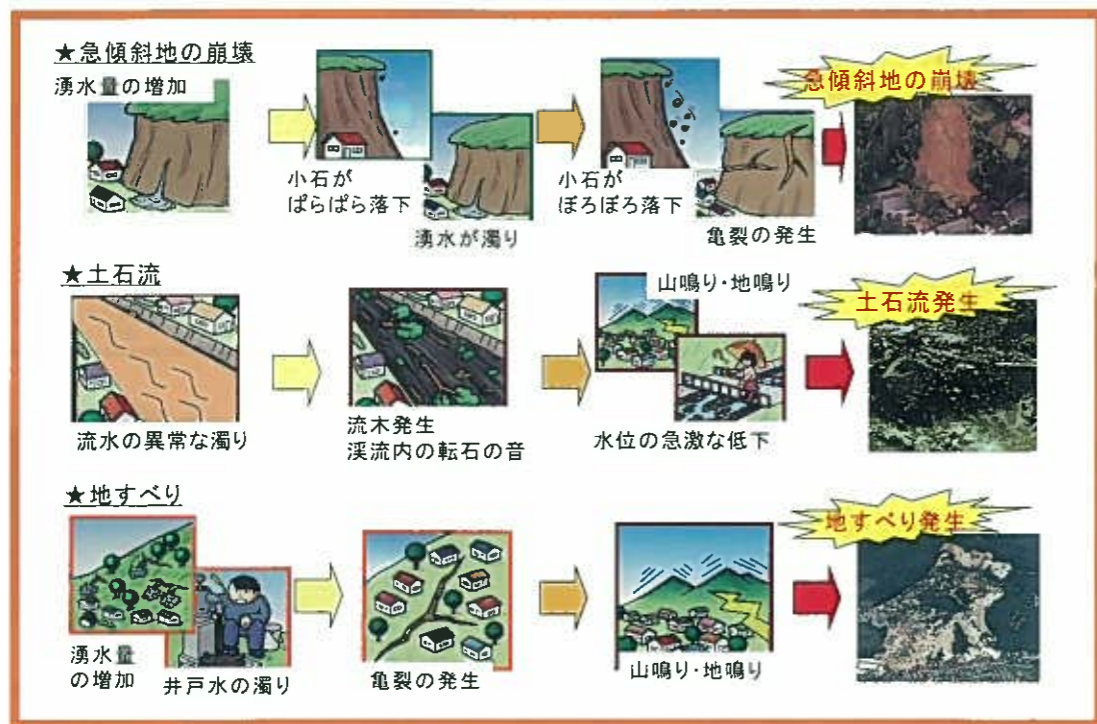 ★急傾斜地の崩壊
湧水量の増加
小石が
ぱらぱら落下
湧水が濁り
小石が
ぼろぼろ落下
亀裂の発生
急傾斜地の崩壊
★土石流
流水の異常な濁り
流木発生
渓流内の転石の音
山鳴り・地鳴り
水位の急激な低下
土石流発生
★地すべり
湧水量
の増加
井戸水の濁り
亀裂の発生
山鳴り・地鳴り
地すべり発生